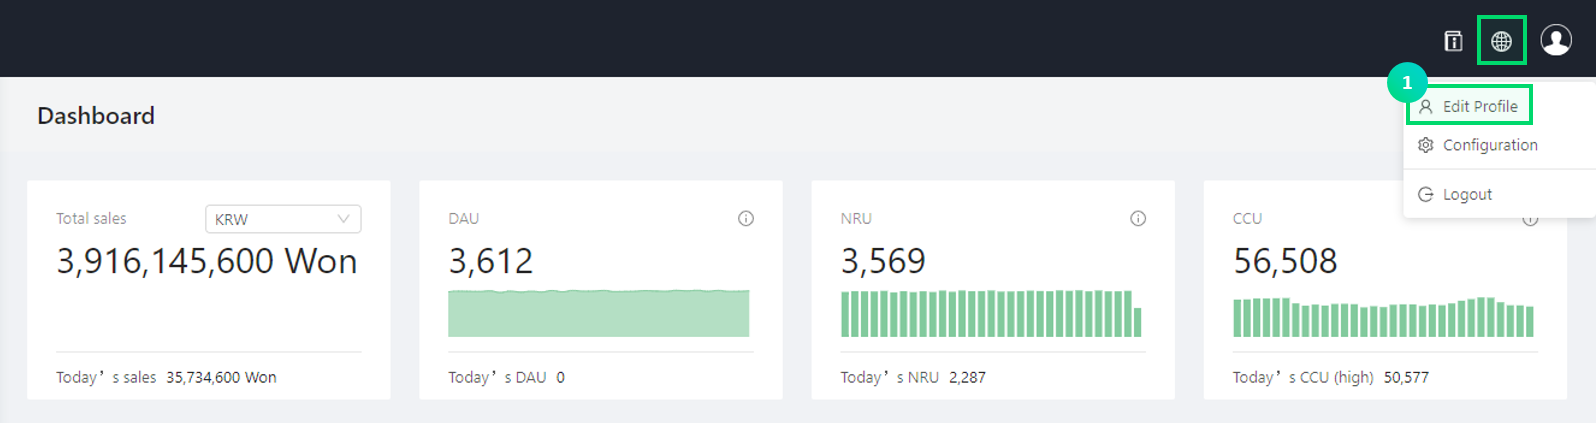 1
Edit Profile
Dashboard
Configuration
Logout
Total sales KRW
3,916,145,600 Won
Today's sales 35,734,600 Won
DAU
3,612
Today's DAU 0
NRU
3,569
Today's NRU 2,287
CCU
56,508
Today's CCU (high) 50,577